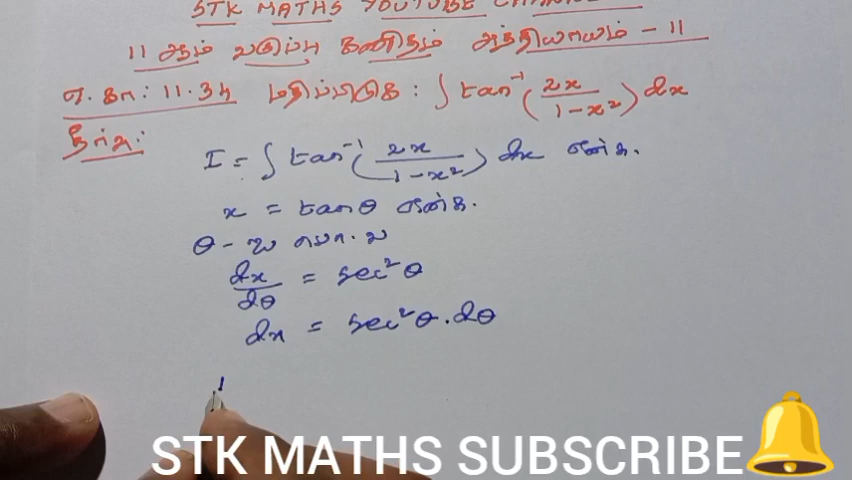 STK MATHS YOUTUBE CHANNEL
11 ஆம் வகுப்பு கணிதம் அத்தியாயம் - 11
எ.கா: 11.34 மதிப்பிடுக: ∫ tan⁻¹(2x/(1-x²)) dx
தீர்வு:
I = ∫ tan⁻¹(2x/(1-x²)) dx என்க.
x = tanθ என்க.
θ-ஐ பொ.
dx/dθ = sec²θ
dx = sec²θ.dθ
STK MATHS SUBSCRIBE